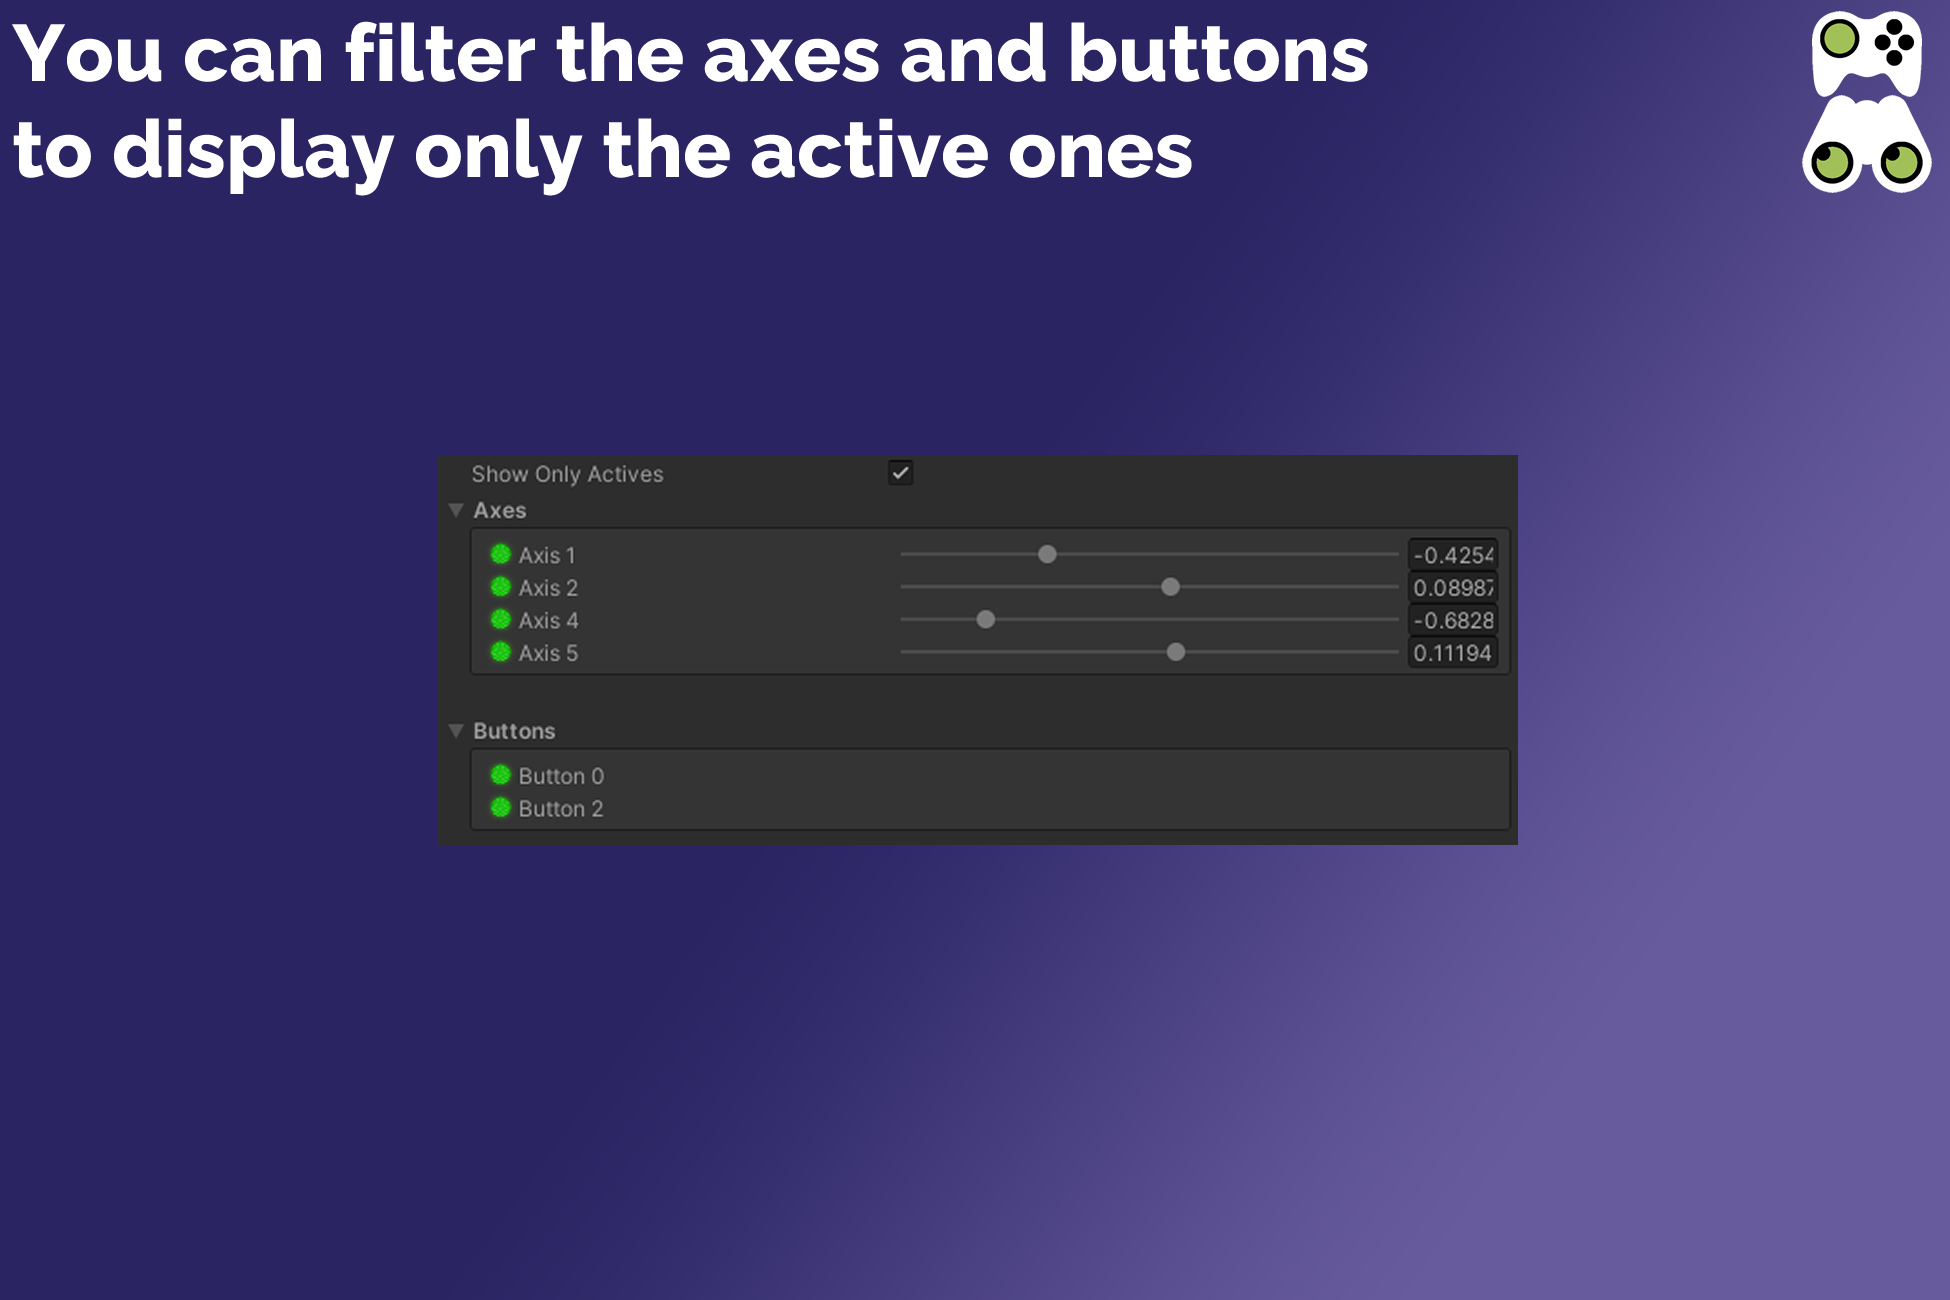 You can filter the axes and buttons
to display only the active ones
Show Only Actives
Axes
Axis 1 -0.4254
Axis 2 0.08987
Axis 4 -0.6828
Axis 5 0.11194
Buttons
Button 0
Button 2